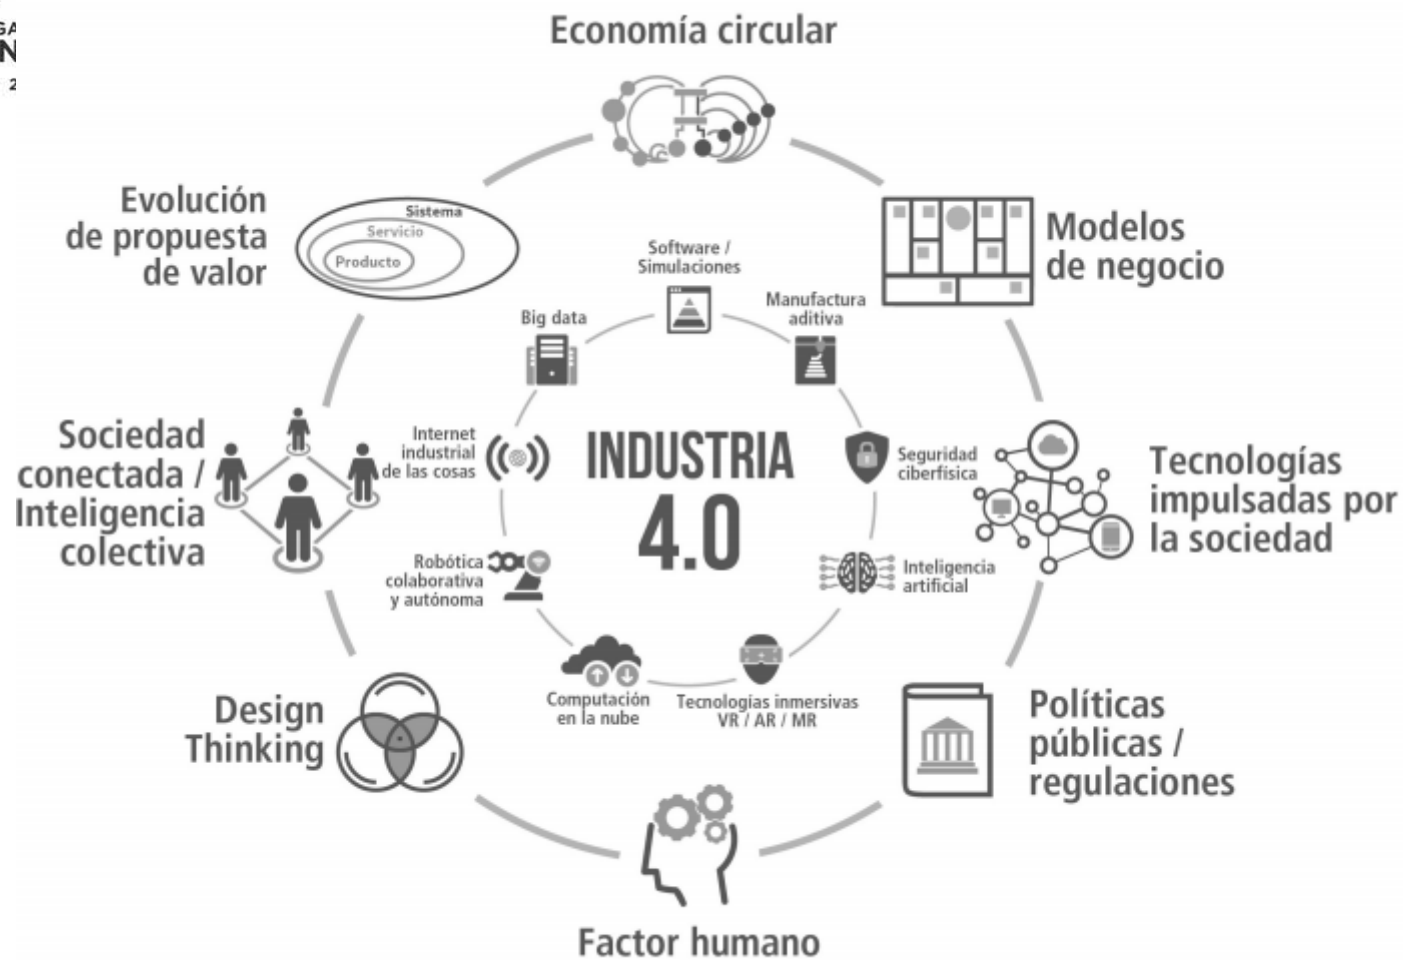 Economía circular
Evolución
de propuesta
de valor
Sistema
Servicio
Producto
Modelos
de negocio
Software /
Simulaciones
Manufactura
aditiva
Big data
Sociedad
conectada /
Inteligencia
colectiva
Internet
industrial
de las cosas
INDUSTRIA
4.0
Seguridad
ciberfísica
Tecnologías
impulsadas por
la sociedad
Robótica
colaborativa
y autónoma
Inteligencia
artificial
Computación
en la nube
Tecnologías inmersivas
VR / AR / MR
Design
Thinking
Políticas
públicas /
regulaciones
Factor humano